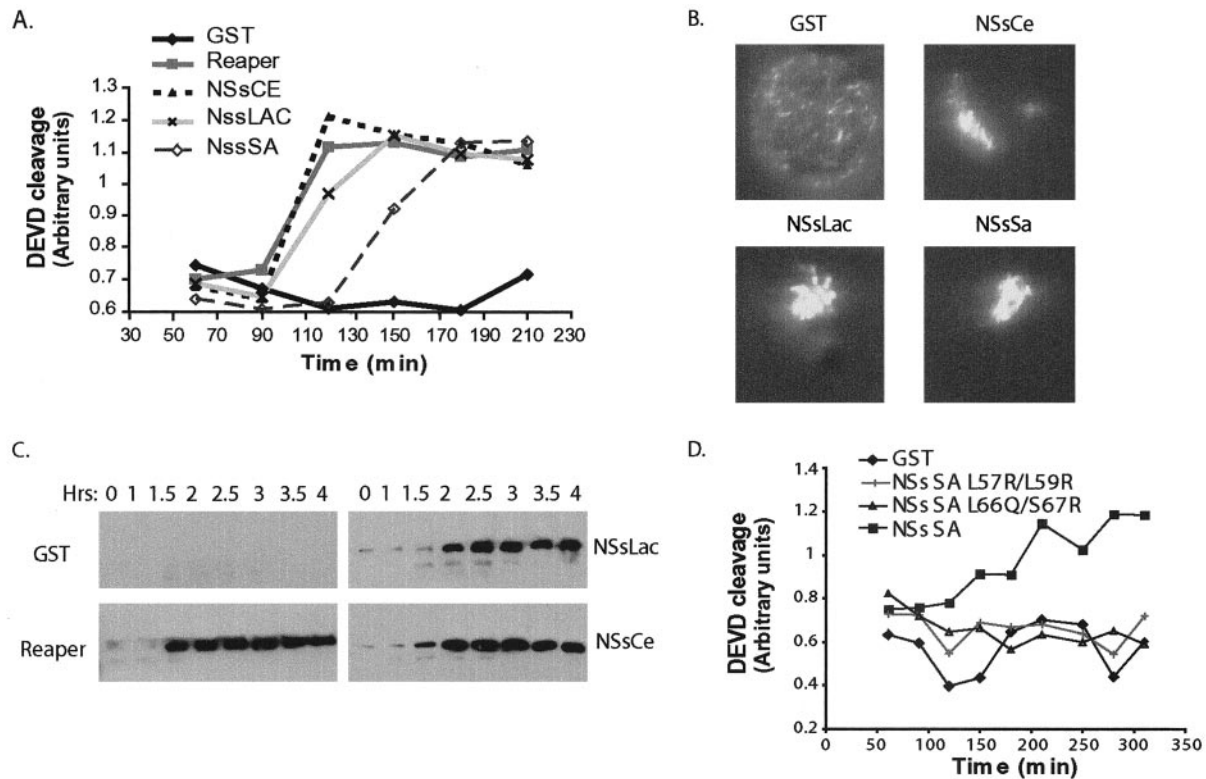 A.
GST
Reaper
NSsCE
NssLAC
NssSA
DEVD cleavage
(Arbitrary units)
1.3
1.2
1.1
1
0.9
0.8
0.7
0.6
30 50 70 90 110 130 150 170 190 210 230
Time (min)
B.
GST NSsCe
NSsLac NSsSa
C.
Hrs: 0 1 1.5 2 2.5 3 3.5 4 0 1 1.5 2 2.5 3 3.5 4
GST NSsLac
Reaper NSsCe
D.
GST
NSs SA L57R/L59R
NSs SA L66Q/S67R
NSs SA
DEVD cleavage
(Arbitrary units)
1.4
1.2
1
0.8
0.6
0.4
0.2
0 50 100 150 200 250 300 350
Time (min)